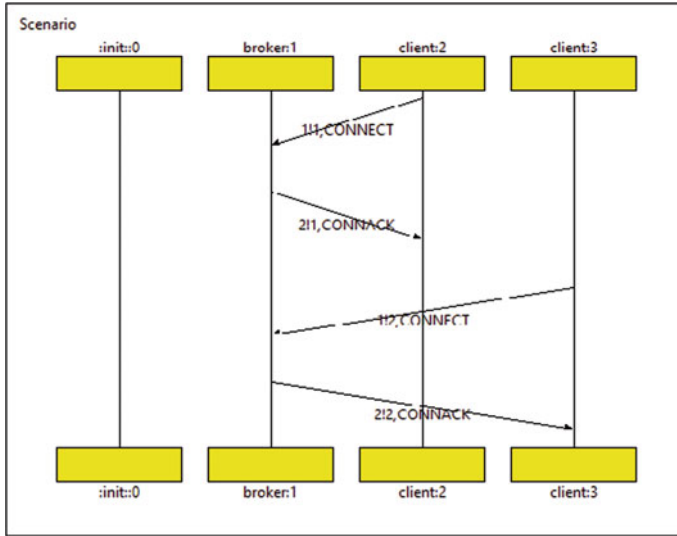 Scenario
:init::0
broker:1
client:2
client:3
1!1,CONNECT
2!1,CONNACK
1!2,CONNECT
2!2,CONNACK
:init::0
broker:1
client:2
client:3